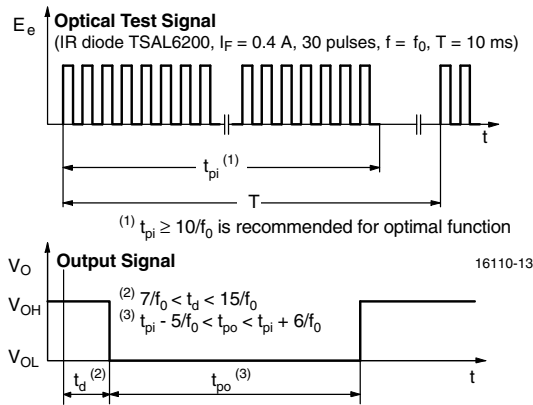 E_e
Optical Test Signal
(IR diode TSAL6200, I_F = 0.4 A, 30 pulses, f = f_0, T = 10 ms)
t
t_pi (1)
T
(1) t_pi ≥ 10/f_0 is recommended for optimal function
V_O
Output Signal
16110-13
V_OH
(2) 7/f_0 < t_d < 15/f_0
(3) t_pi - 5/f_0 < t_po < t_pi + 6/f_0
V_OL
t_d (2)
t_po (3)
t